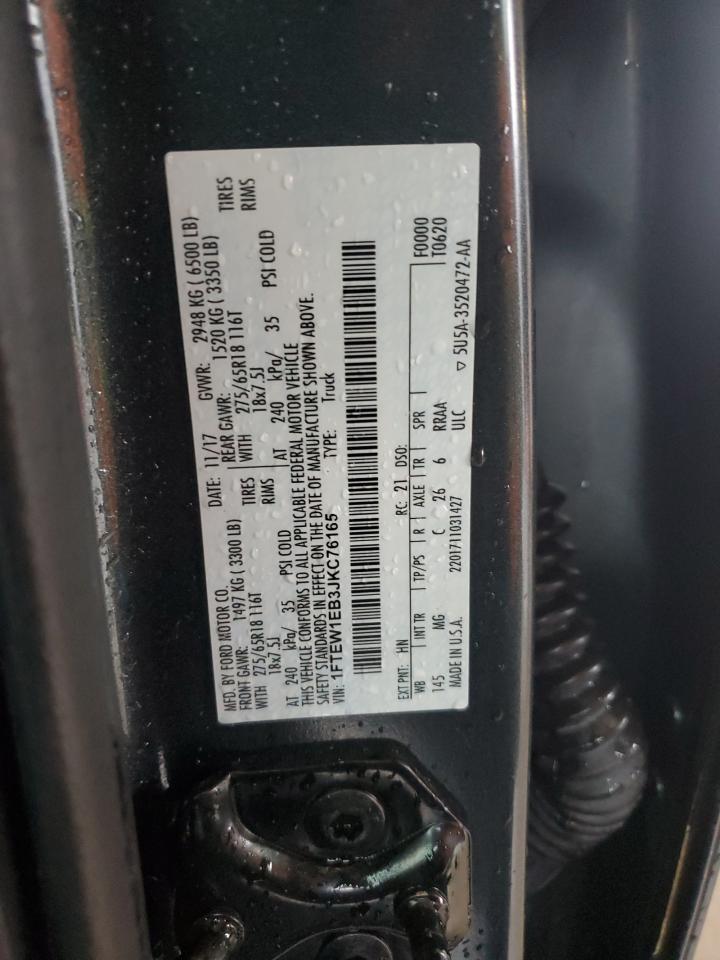 MFD. BY FORD MOTOR CO.
DATE: 11/17 GVWR: 2948 KG ( 6500 LB)
FRONT GAWR: 1497 KG ( 3300 LB) REAR GAWR: 1520 KG ( 3350 LB)
WITH 275/65R18 116T TIRES WITH 275/65R18 116T TIRES
18x7.5J RIMS 18x7.5J RIMS
AT 240 kPa/ 35 PSI COLD AT 240 kPa/ 35 PSI COLD
THIS VEHICLE CONFORMS TO ALL APPLICABLE FEDERAL MOTOR VEHICLE
SAFETY STANDARDS IN EFFECT ON THE DATE OF MANUFACTURE SHOWN ABOVE.
VIN: 1FTEW1EB3JKC76165 TYPE: Truck
EXT PNT: HN RC: 21 DSO: F0000
WB INT TR TP/PS R AXLE TR SPR T0620
145 MG C 26 6 RRAA
MADE IN U.S.A. 2201711031427 ULC ▽ 5U5A-3520472-AA